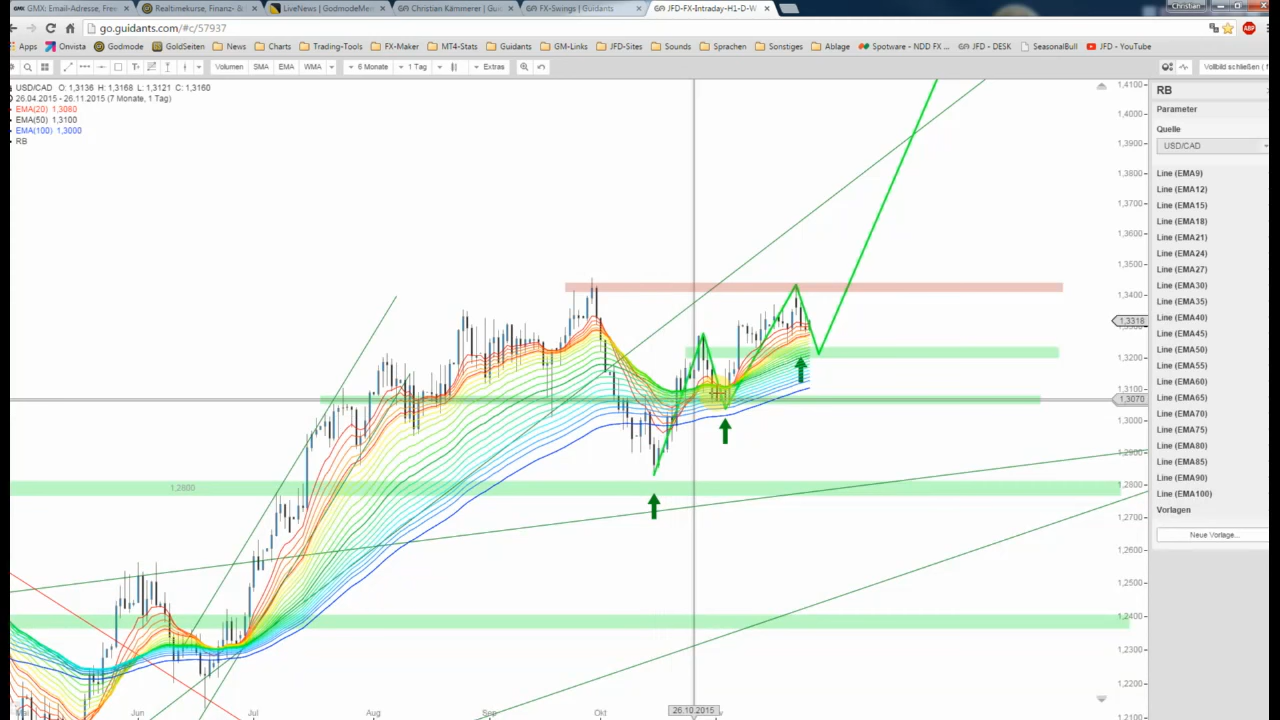 Christian
GMX: Email-Adresse, Free
Realtimekurse, Finanz- &
LiveNews | GodmodeMem
Christian Kämmerer | Gui
FX-Swings | Guidants
JFD-FX-Intraday-H1-D-W
go.guidants.com/#c/57937
ABP
Apps
Onvista
Godmode
GoldSeiten
News
Charts
Trading-Tools
FX-Maker
MT4-Stats
Guidants
GM-Links
JFD-Sites
Sounds
Sprachen
Sonstiges
Ablage
Spotware - NDD FX ...
JFD - DESK
SeasonalBull
JFD - YouTube
Volumen
SMA
EMA
WMA
6 Monate
1 Tag
Extras
Vollbild schließen ( f
USD/CAD O: 1,3136 H: 1,3168 L: 1,3121 C: 1,3160
26.04.2015 - 26.11.2015 (7 Monate, 1 Tag)
EMA(20) 1,3080
EMA(50) 1,3100
EMA(100) 1,3000
RB
1,4100
1,4000
1,3900
1,3800
1,3700
1,3600
1,3500
1,3400
1,3318
1,3200
1,3100
1,3070
1,3000
1,2900
1,2800
1,2800
1,2700
1,2600
1,2500
1,2400
1,2300
1,2200
1,2100
Jun
Jul
Aug
Sep
Okt
26.10.2015
RB
Parameter
Quelle
USD/CAD
Line (EMA9)
Line (EMA12)
Line (EMA15)
Line (EMA18)
Line (EMA21)
Line (EMA24)
Line (EMA27)
Line (EMA30)
Line (EMA35)
Line (EMA40)
Line (EMA45)
Line (EMA50)
Line (EMA55)
Line (EMA60)
Line (EMA65)
Line (EMA70)
Line (EMA75)
Line (EMA80)
Line (EMA85)
Line (EMA90)
Line (EMA100)
Vorlagen
Neue Vorlage...